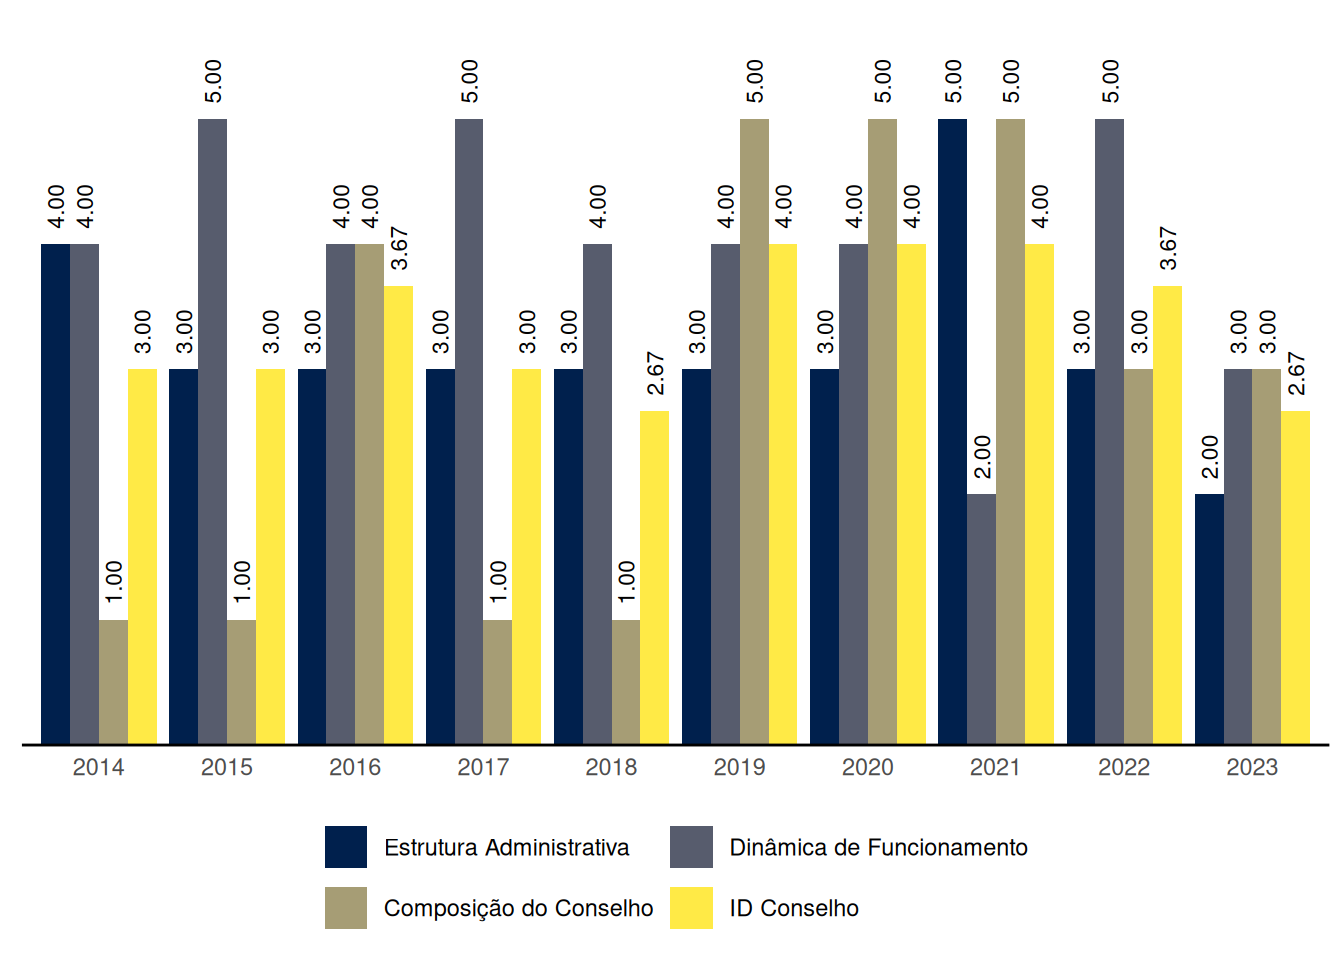 5.00 5.00 5.00 5.00 5.00 5.00 5.00
4.00 4.00 4.00 4.00 4.00 4.00 4.00 4.00 4.00 4.00
3.67 3.67
3.00 3.00 3.00 3.00 3.00 3.00 3.00 3.00 3.00 3.00 3.00 3.00 3.00
2.67 2.67
2.00 2.00
1.00 1.00 1.00 1.00
2014 2015 2016 2017 2018 2019 2020 2021 2022 2023
Estrutura Administrativa Dinâmica de Funcionamento
Composição do Conselho ID Conselho